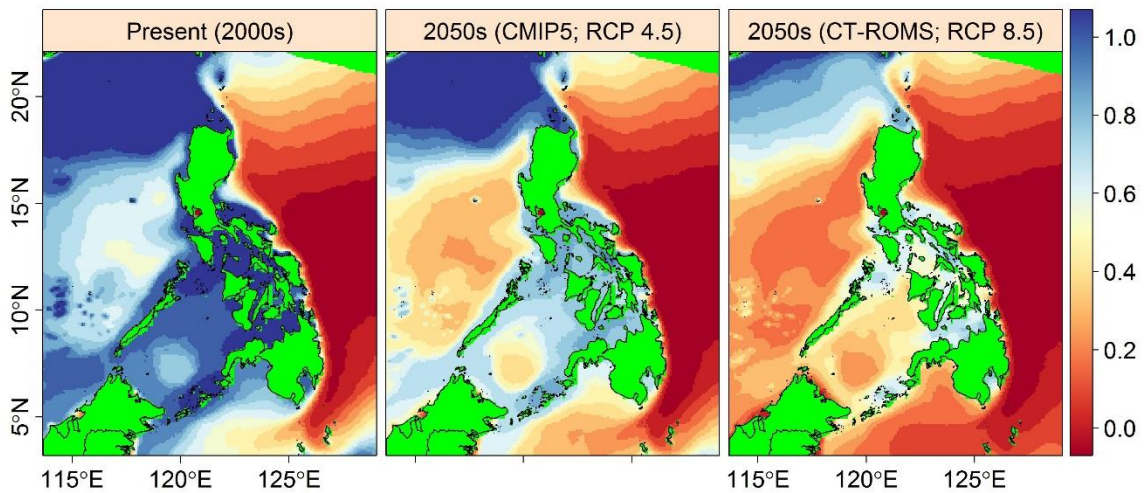 Present (2000s)
2050s (CMIP5; RCP 4.5)
2050s (CT-ROMS; RCP 8.5)
20°N
15°N
10°N
5°N
115°E 120°E 125°E
115°E 120°E 125°E
1.0
0.8
0.6
0.4
0.2
0.0